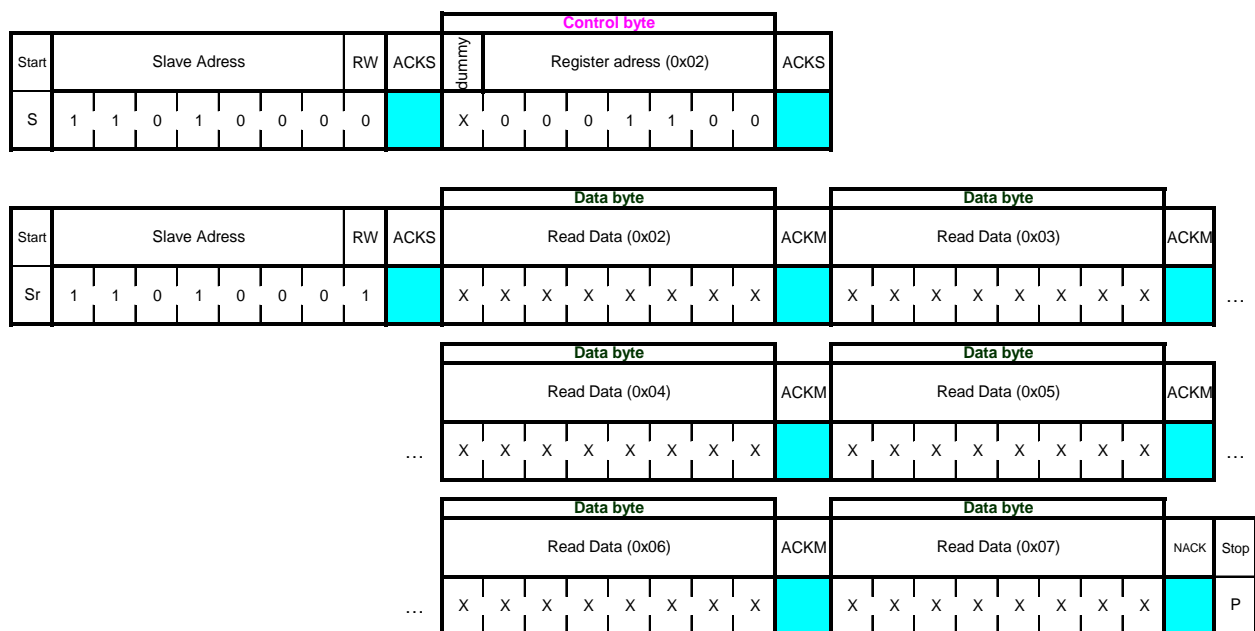 Control byte
Start Slave Adress RW ACKS dummy Register adress (0x02) ACKS
S 1 1 0 1 0 0 0 0 X 0 0 0 1 1 0 0
Data byte Data byte
Start Slave Adress RW ACKS Read Data (0x02) ACKM Read Data (0x03) ACKM
Sr 1 1 0 1 0 0 0 1 X X X X X X X X X X X X X X X X …
Data byte Data byte
Read Data (0x04) ACKM Read Data (0x05) ACKM
… X X X X X X X X X X X X X X X X …
Data byte Data byte
Read Data (0x06) ACKM Read Data (0x07) NACK Stop
… X X X X X X X X X X X X X X X X P